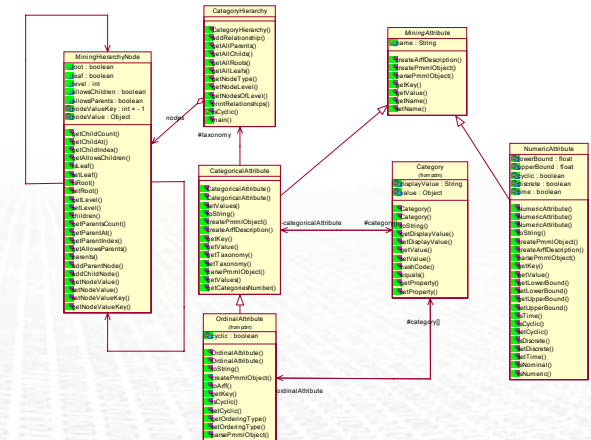 CategoryHierarchy
CategoryHierarchy()
addRelationship()
getAllParents()
getAllChilds()
getAllRoots()
getAllLeafs()
getNodeType()
getNodeLevel()
getNodesOfLevel()
printRelationships()
isCyclic()
main()
MiningAttribute
name : String
createArffDescription()
createPmmlObject()
parsePmmlObject()
getKey()
getValue()
getName()
setName()
MiningHierarchyNode
root : boolean
leaf : boolean
level : int
allowsChildren : boolean
allowsParents : boolean
nodeValueKey : int = - 1
nodeValue : Object
getChildCount()
getChildAt()
getChildIndex()
getAllowsChildren()
isLeaf()
setLeaf()
isRoot()
setRoot()
getLevel()
setLevel()
children()
getParentsCount()
getParentAt()
getParentIndex()
getAllowsParents()
parents()
addParentNode()
addChildNode()
getNodeValue()
setNodeValue()
setNodeValueKey()
getNodeValueKey()
nodes
#taxonomy
CategoricalAttribute
CategoricalAttribute()
CategoricalAttribute()
setValues()
toString()
createPmmlObject()
createArffDescription()
getKey()
getValue()
getTaxonomy()
setTaxonomy()
parsePmmlObject()
getValues()
getCategoriesNumber()
-categoricalAttribute
#category[]
Category
(from pdm)
displayValue : String
value : Object
Category()
Category()
toString()
getDisplayValue()
setDisplayValue()
getValue()
setValue()
hashCode()
equals()
getProperty()
setProperty()
NumericAttribute
lowerBound : float
upperBound : float
cyclic : boolean
discrete : boolean
time : boolean
NumericAttribute()
NumericAttribute()
NumericAttribute()
toString()
createPmmlObject()
createArffDescription()
parsePmmlObject()
getKey()
getValue()
getLowerBound()
setLowerBound()
getUpperBound()
setUpperBound()
isTime()
isCyclic()
setCyclic()
isDiscrete()
setDiscrete()
setTime()
isNominal()
isNumeric()
OrdinalAttribute
(from pdm)
cyclic : boolean
OrdinalAttribute()
OrdinalAttribute()
toString()
createPmmlObject()
toArff()
getKey()
isCyclic()
setCyclic()
getOrderingType()
setOrderingType()
parsePmmlObject()
#category[]
ordinalAttribute